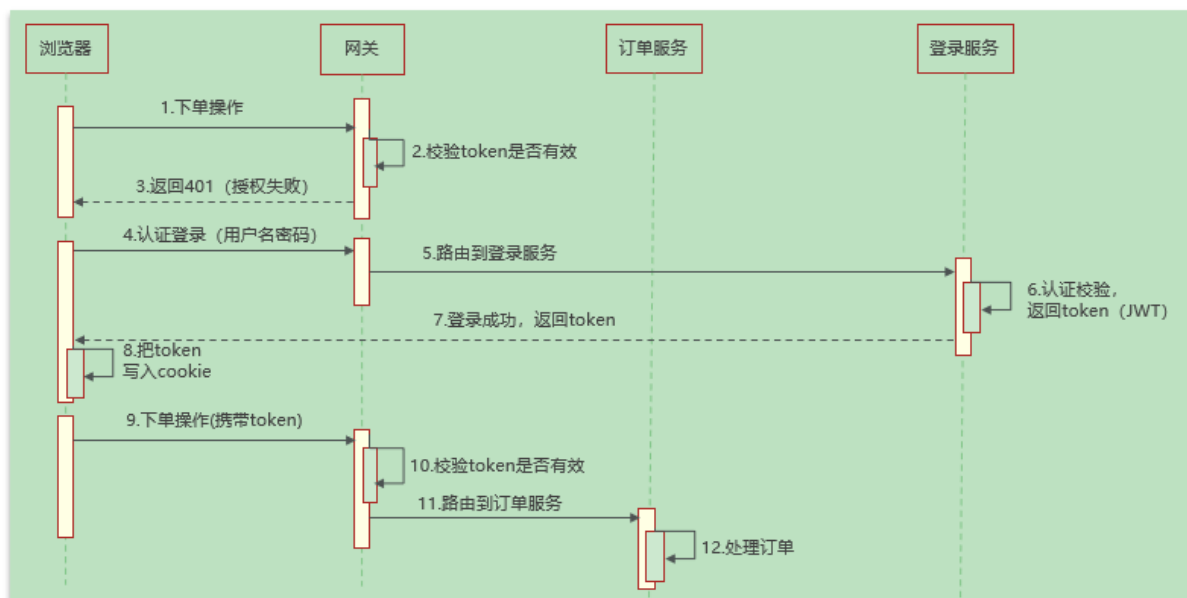 浏览器
网关
订单服务
登录服务
1.下单操作
2.校验token是否有效
3.返回401（授权失败）
4.认证登录（用户名密码）
5.路由到登录服务
6.认证校验，
返回token（JWT）
7.登录成功，返回token
8.把token
写入cookie
9.下单操作(携带token)
10.校验token是否有效
11.路由到订单服务
12.处理订单